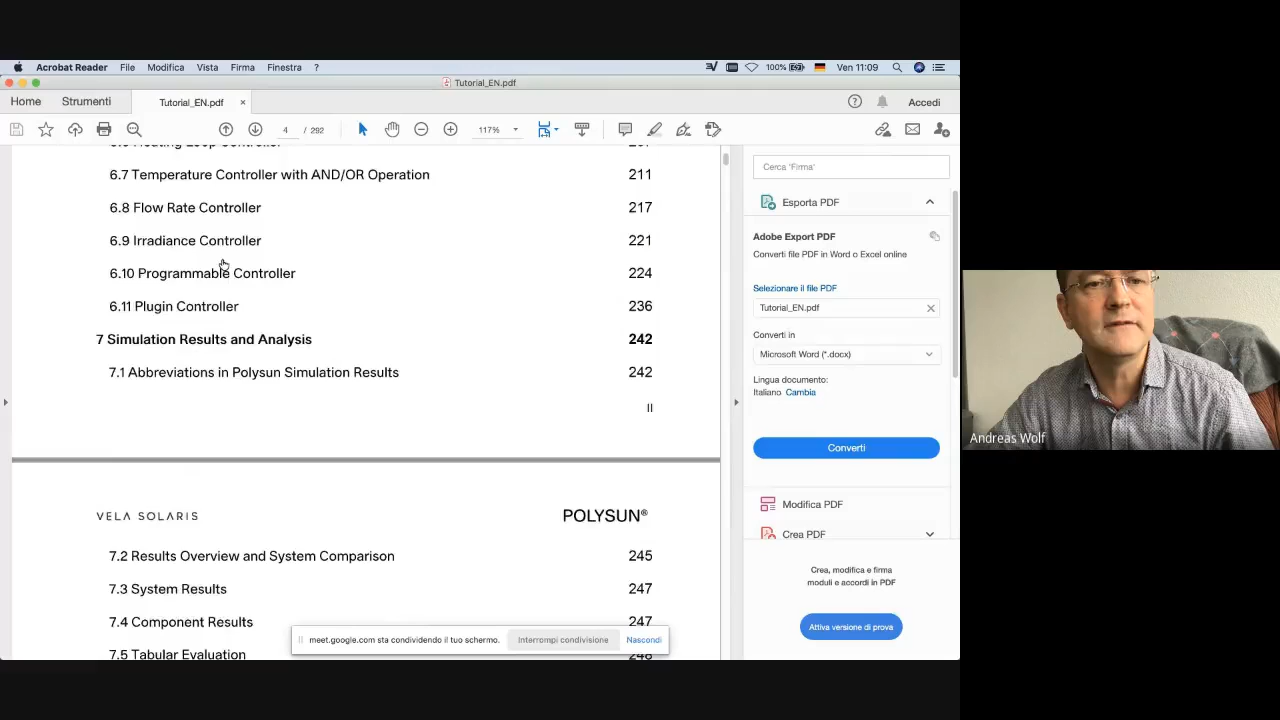 Acrobat Reader File Modifica Vista Firma Finestra ? 100% Ven 11:09
Tutorial_EN.pdf
Home Strumenti Tutorial_EN.pdf × Accedi
4 / 292 117%
6.7 Temperature Controller with AND/OR Operation 211
6.8 Flow Rate Controller 217
6.9 Irradiance Controller 221
6.10 Programmable Controller 224
6.11 Plugin Controller 236
7 Simulation Results and Analysis 242
7.1 Abbreviations in Polysun Simulation Results 242
II
VELA SOLARIS POLYSUN®
7.2 Results Overview and System Comparison 245
7.3 System Results 247
7.4 Component Results 247
7.5 Tabular Evaluation 248
meet.google.com sta condividendo il tuo schermo. Interrompi condivisione Nascondi
Cerca 'Firma'
Esporta PDF
Adobe Export PDF
Converti file PDF in Word o Excel online
Selezionare il file PDF
Tutorial_EN.pdf
Converti in
Microsoft Word (*.docx)
Lingua documento:
Italiano Cambia
Converti
Modifica PDF
Crea PDF
Crea, modifica e firma
moduli e accordi in PDF
Attiva versione di prova
Andreas Wolf